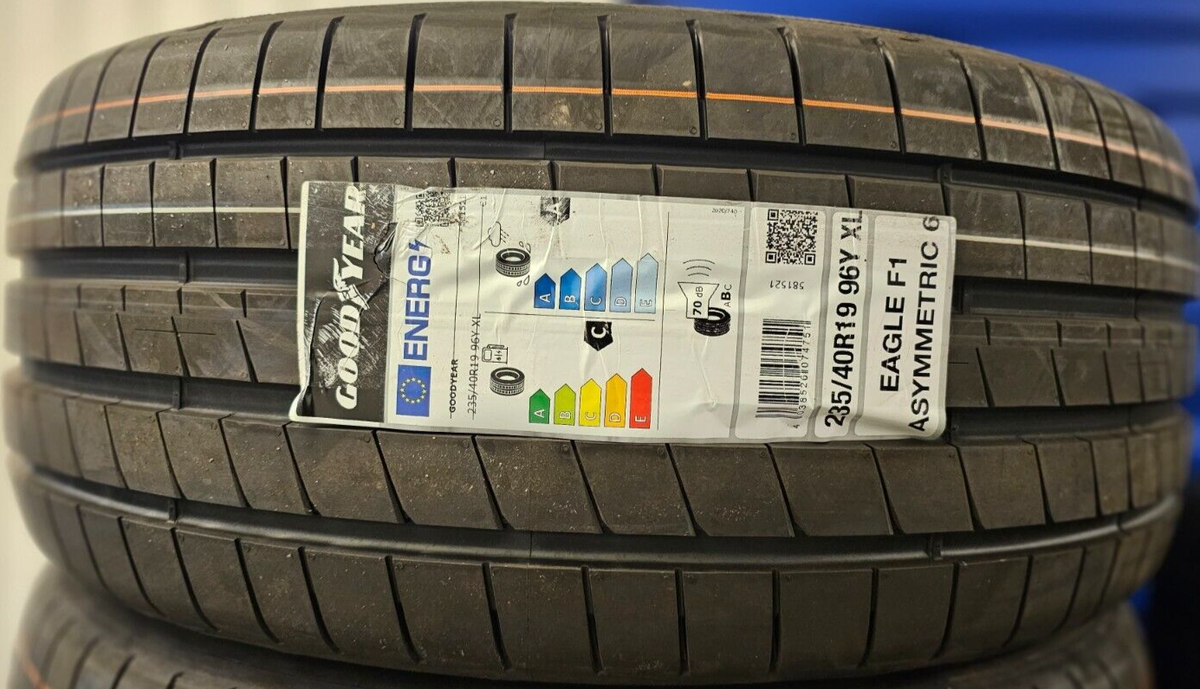 GOODYEAR
ENERG
GOODYEAR
235/40R19 96Y XL
A
A
B
C
D
E
C
A
B
C
D
E
70 dB
ABC
581521
235/40R19 96Y XL
EAGLE F1
ASYMMETRIC 6